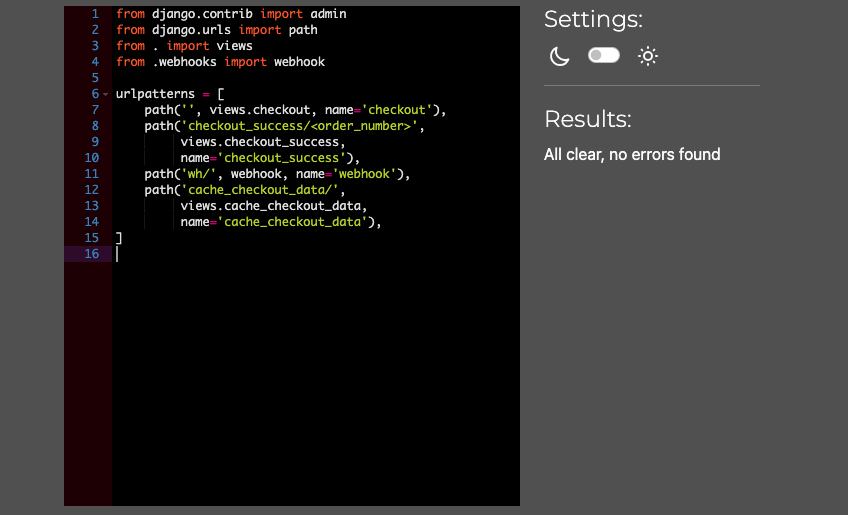 1 from django.contrib import admin
2 from django.urls import path
3 from . import views
4 from .webhooks import webhook
5
6 urlpatterns = [
7     path('', views.checkout, name='checkout'),
8     path('checkout_success/<order_number>',
9          views.checkout_success,
10          name='checkout_success'),
11     path('wh/', webhook, name='webhook'),
12     path('cache_checkout_data/',
13          views.cache_checkout_data,
14          name='cache_checkout_data'),
15 ]
16
Settings:
Results:
All clear, no errors found